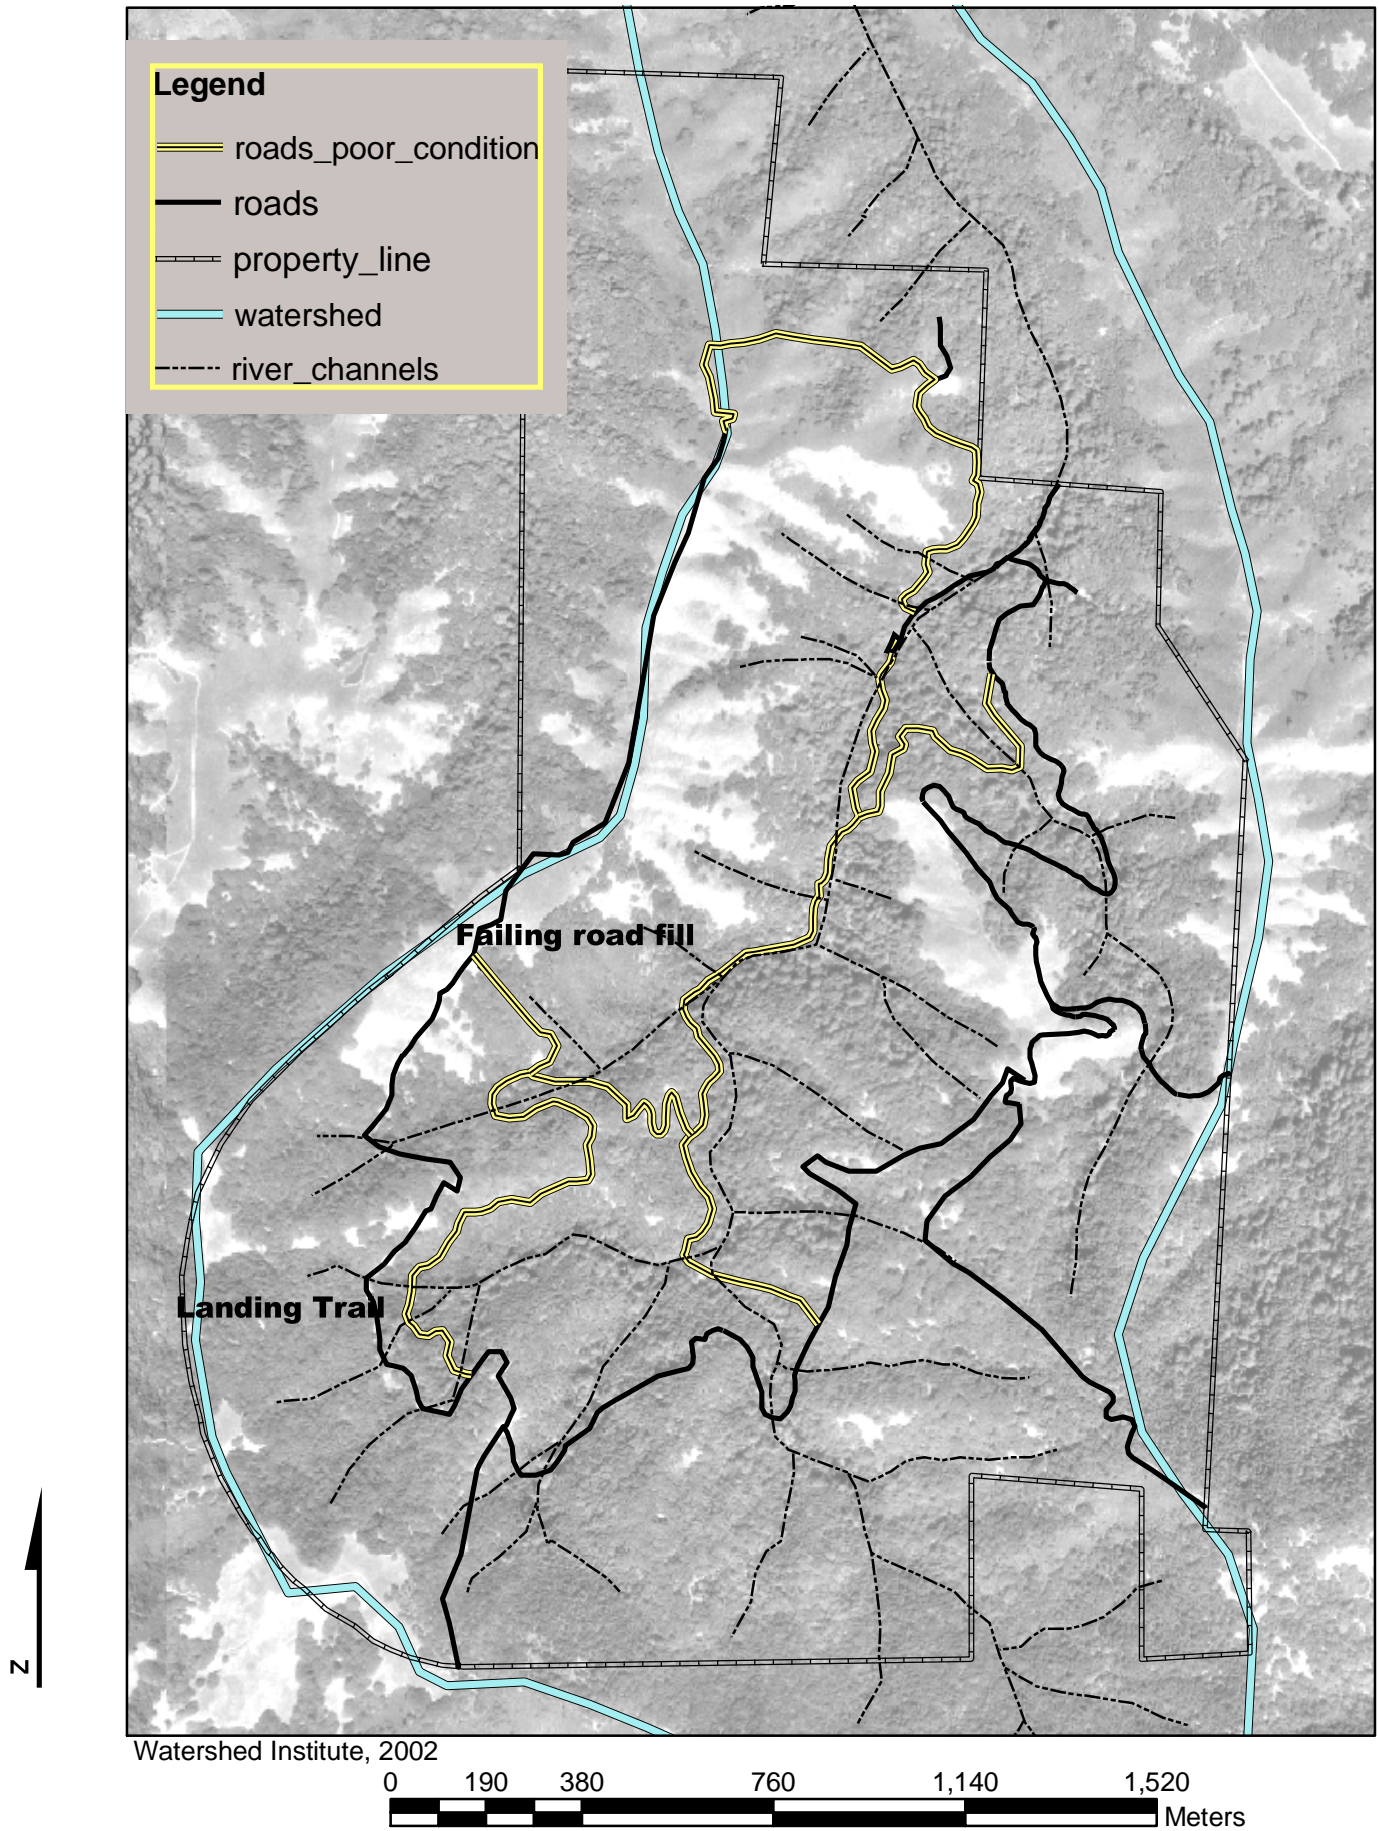 Legend
roads_poor_condition
roads
property_line
watershed
river_channels
Failing road fill
Landing Trail
N
Watershed Institute, 2002
0 190 380 760 1,140 1,520
Meters